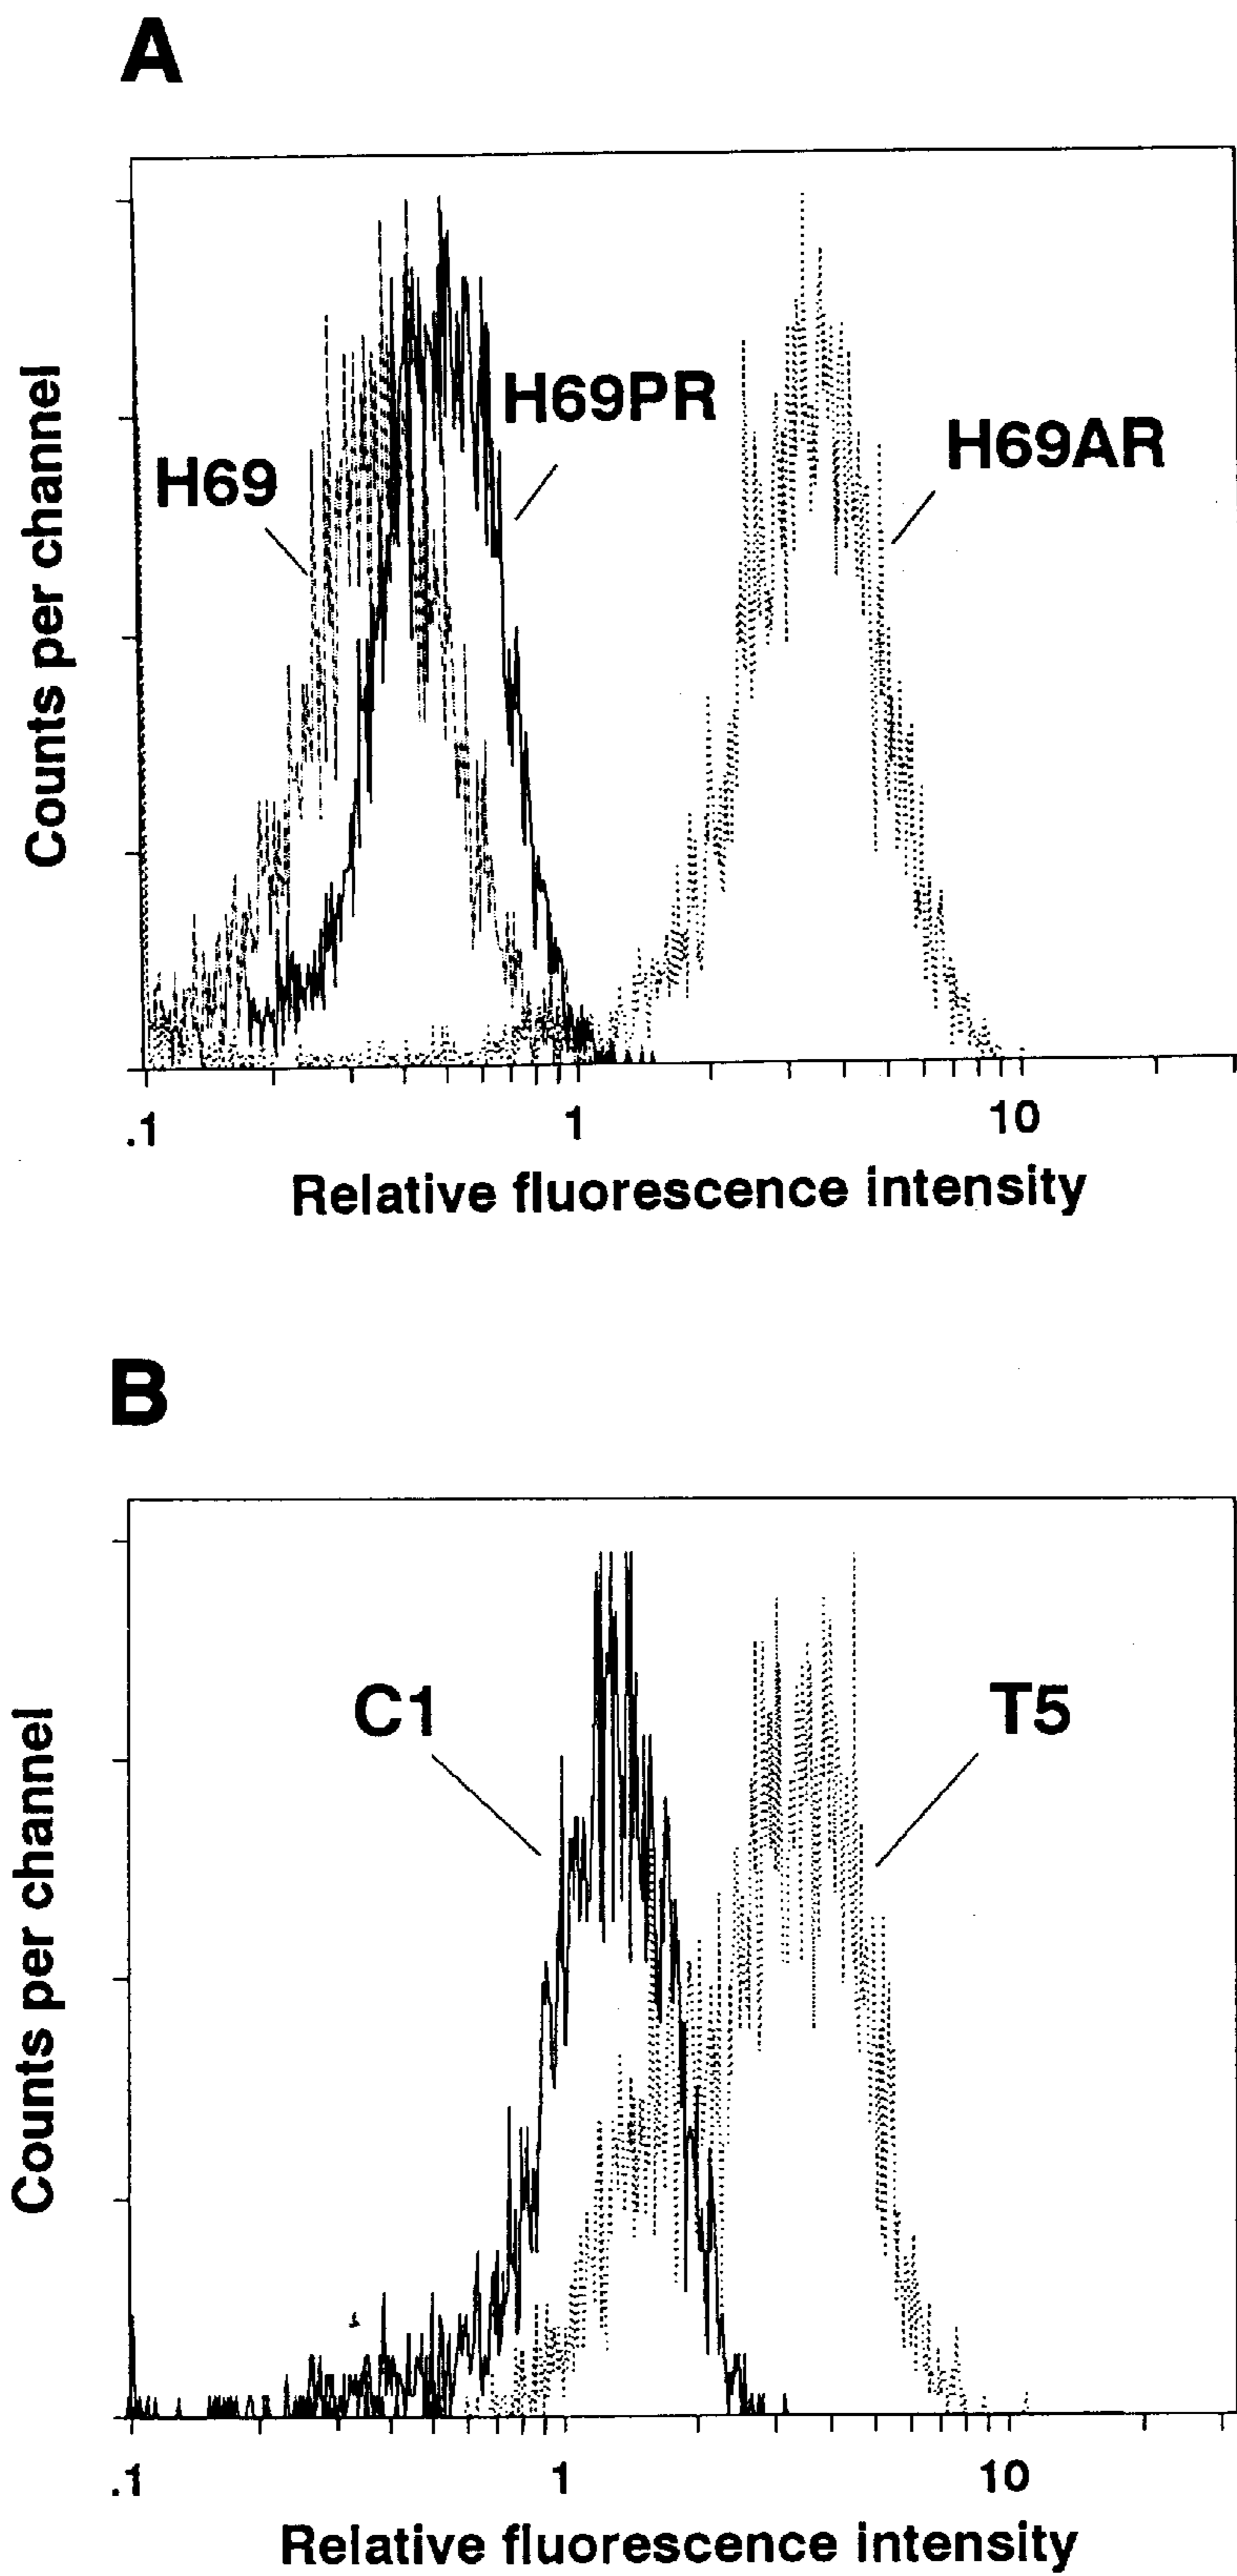 A
Counts per channel
H69
H69PR
H69AR
.1
1
10
Relative fluorescence intensity
B
Counts per channel
C1
T5
.1
1
10
Relative fluorescence intensity